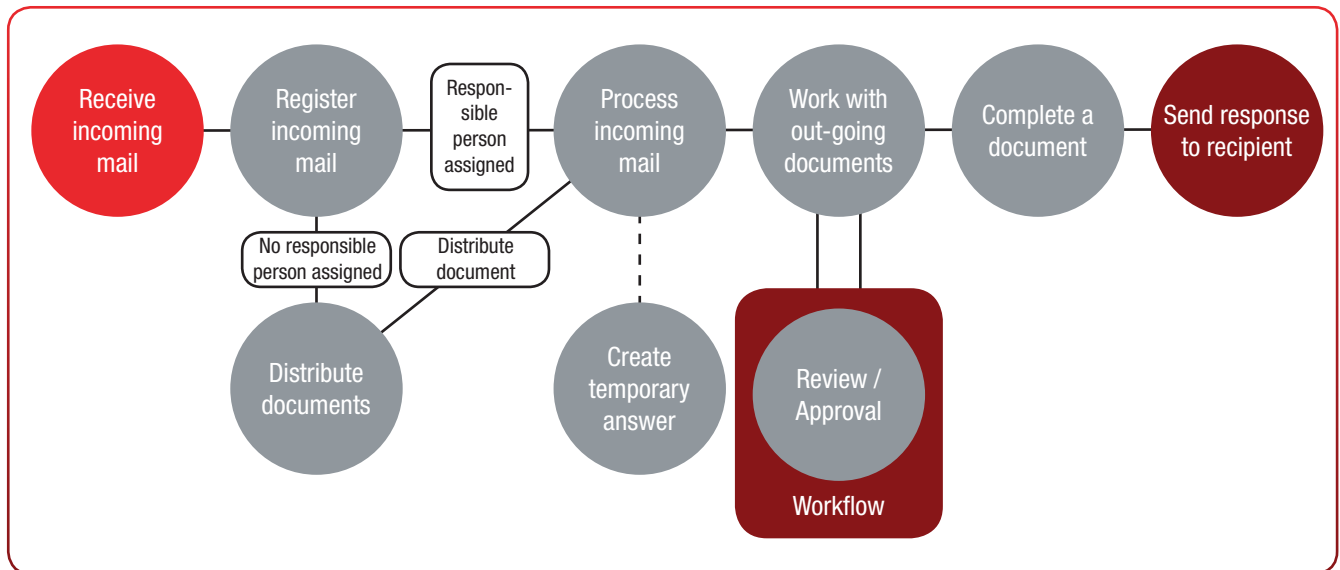 Receive
incoming
mail
Register
incoming
mail
Respon-
sible
person
assigned
Process
incoming
mail
Work with
out-going
documents
Complete a
document
Send response
to recipient
No responsible
person assigned
Distribute
document
Distribute
documents
Create
temporary
answer
Review /
Approval
Workflow